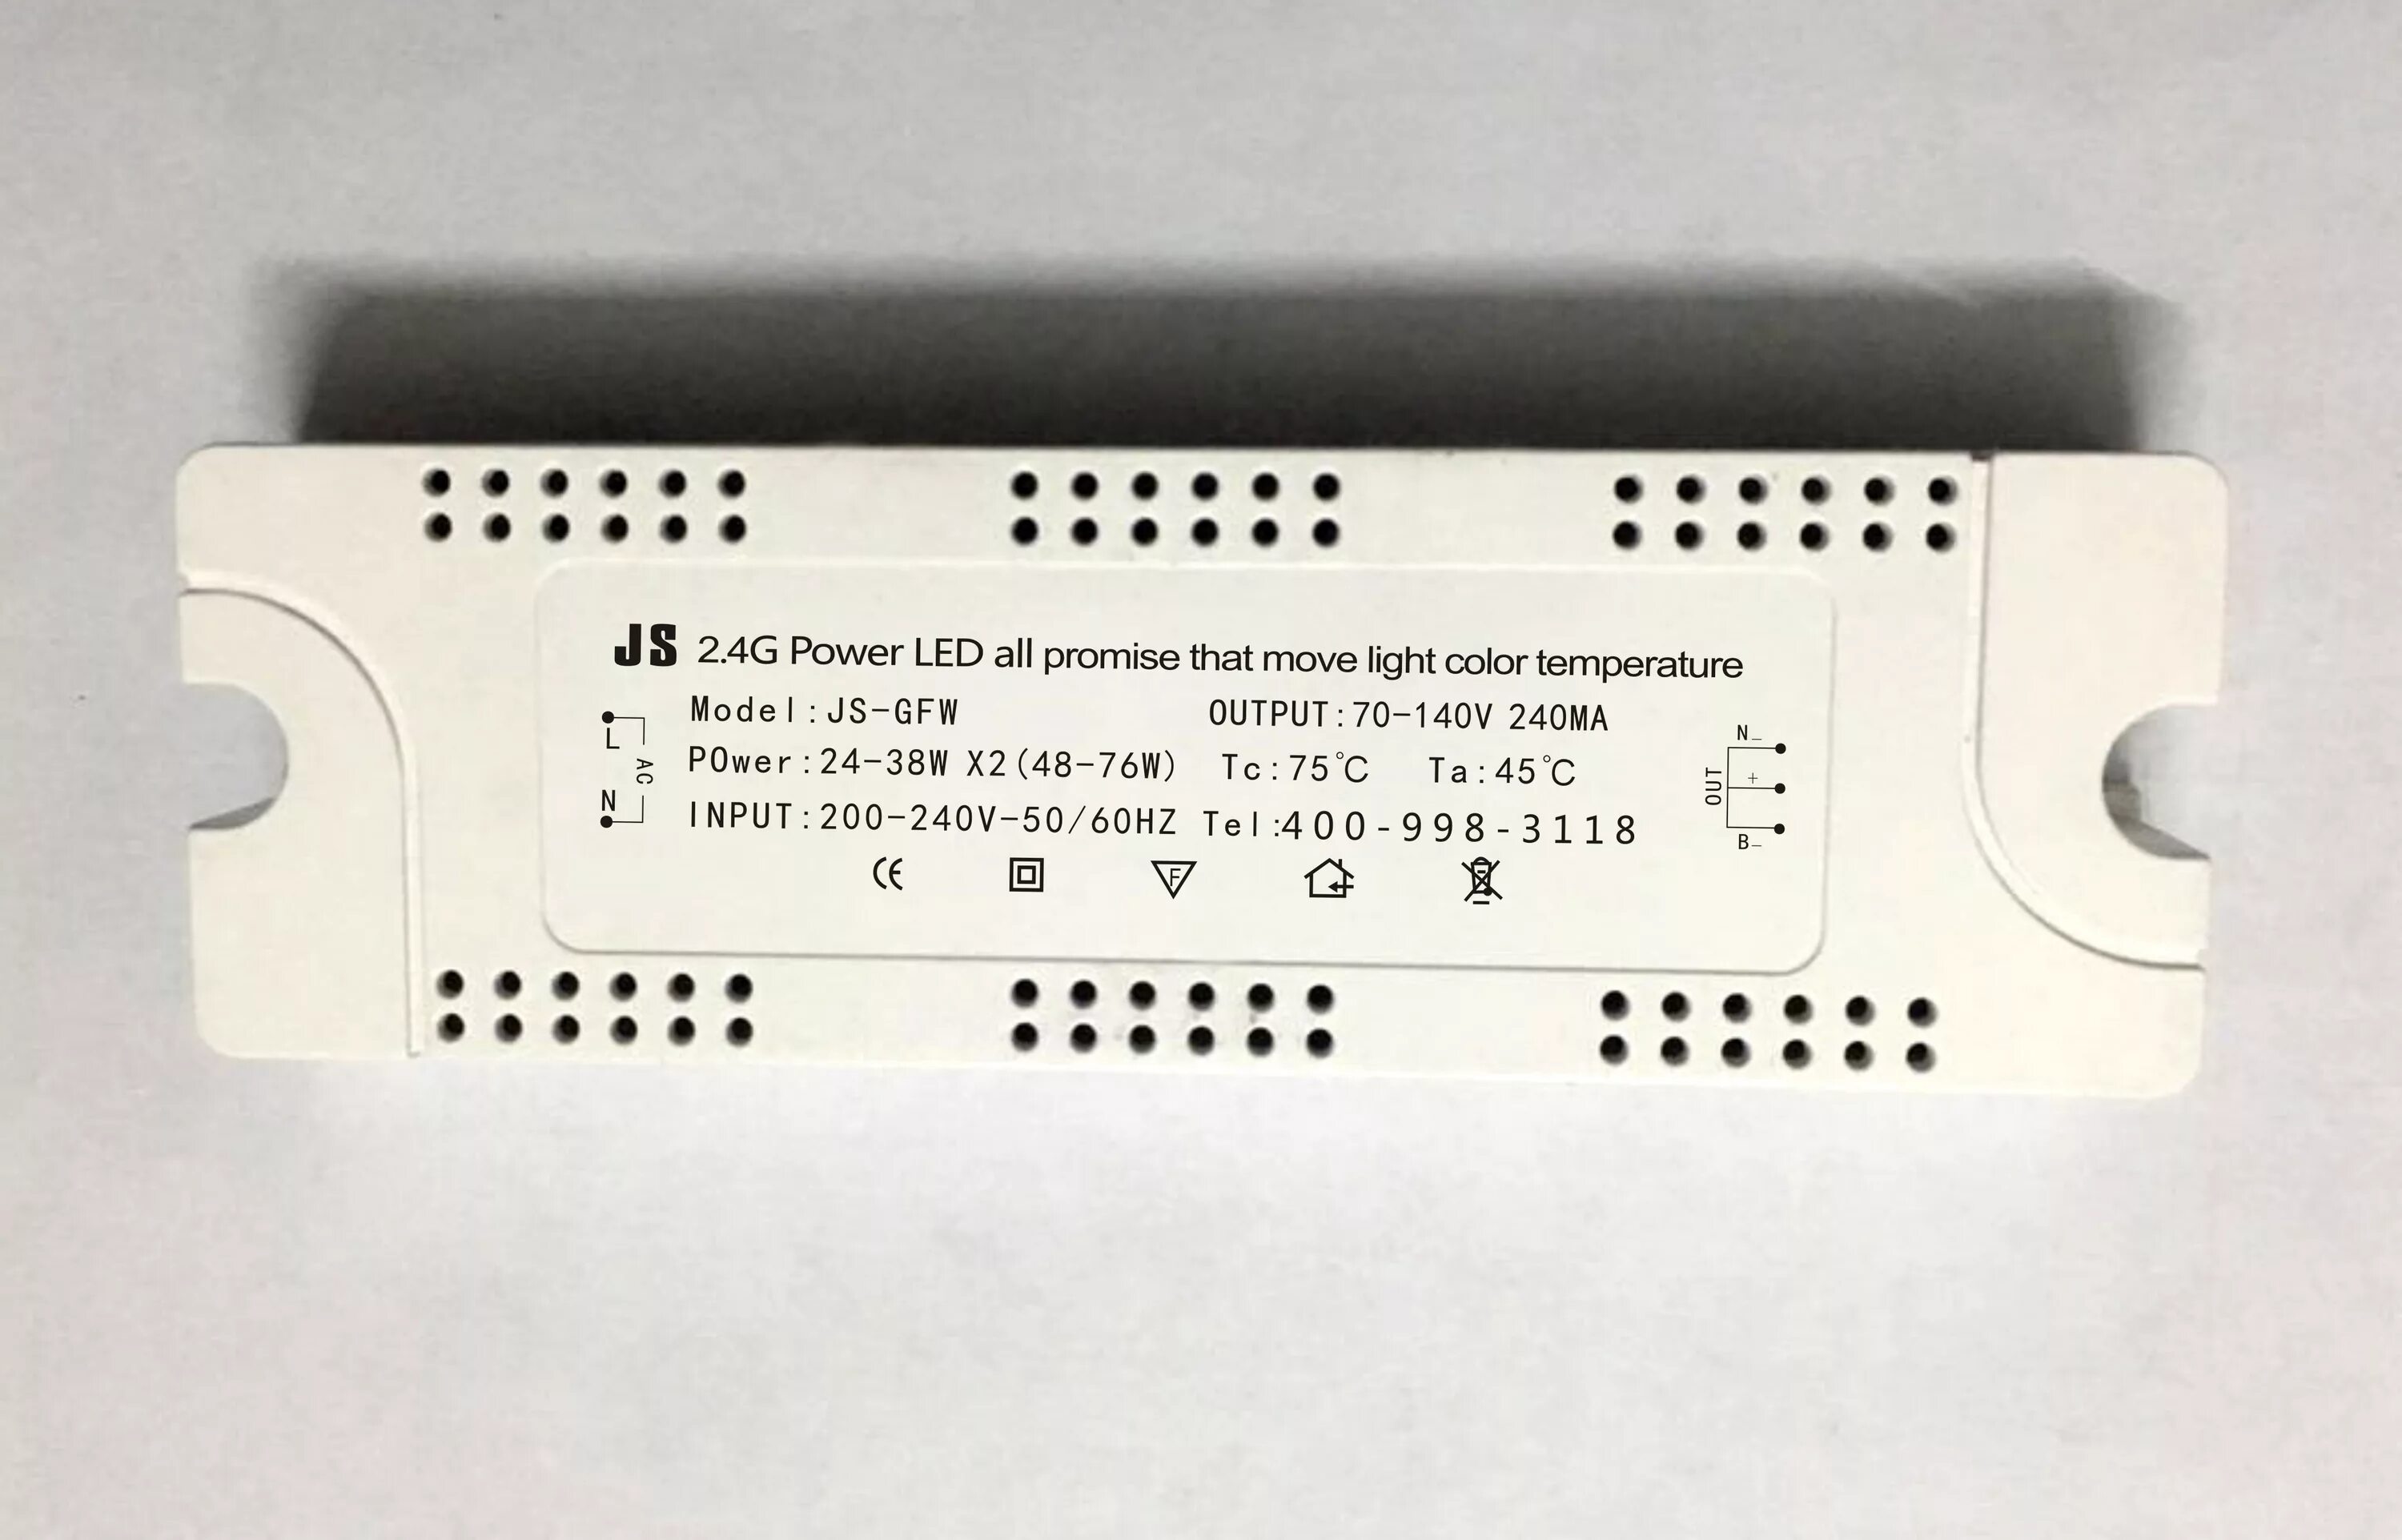 JS 2.4G Power LED all promise that move light color temperature
Model:JS-GFW OUTPUT:70-140V 240MA
POwer:24-38W X2(48-76W) Tc:75℃ Ta:45℃
INPUT:200-240V-50/60HZ Tel:400-998-3118
L
AC
N
N-
OUT
+
B-
CE
F